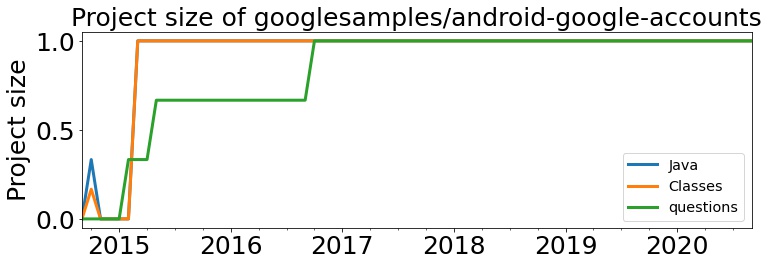 Project size of googlesamples/android-google-accounts
Project size
1.0
0.5
0.0
Java
Classes
questions
2015 2016 2017 2018 2019 2020